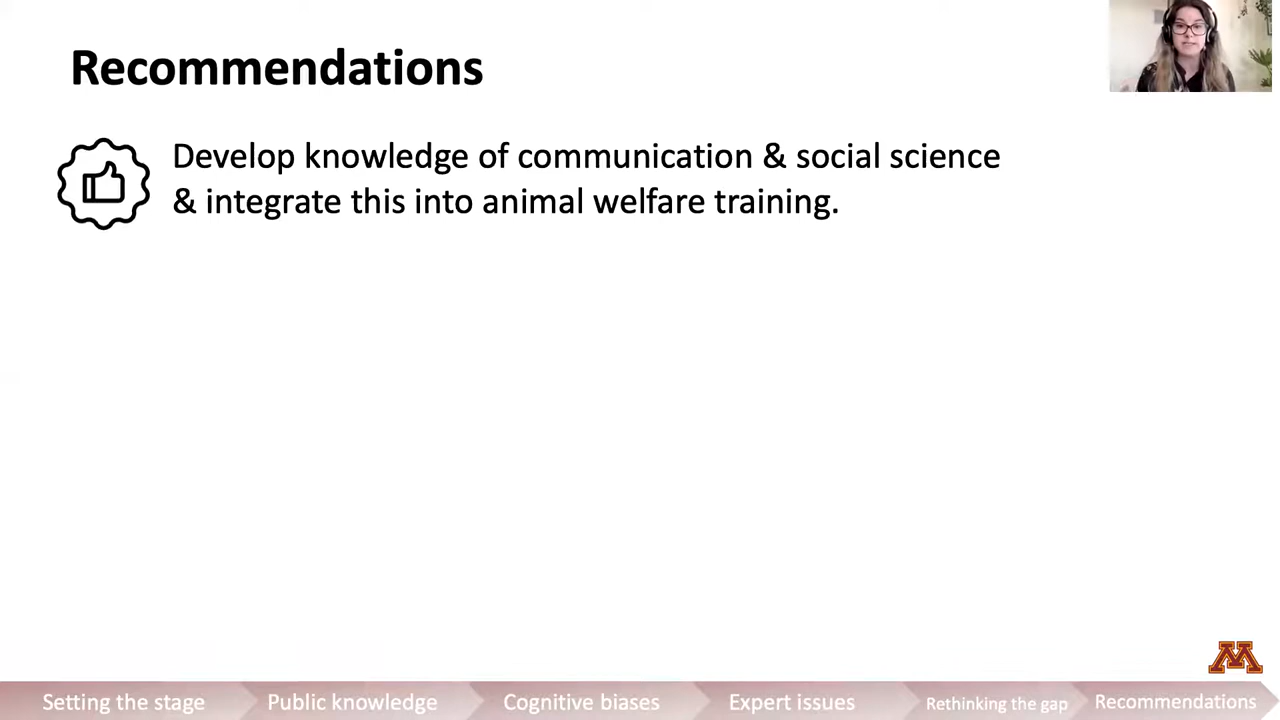 Recommendations
Develop knowledge of communication & social science
& integrate this into animal welfare training.
M
Setting the stage
Public knowledge
Cognitive biases
Expert issues
Rethinking the gap
Recommendations